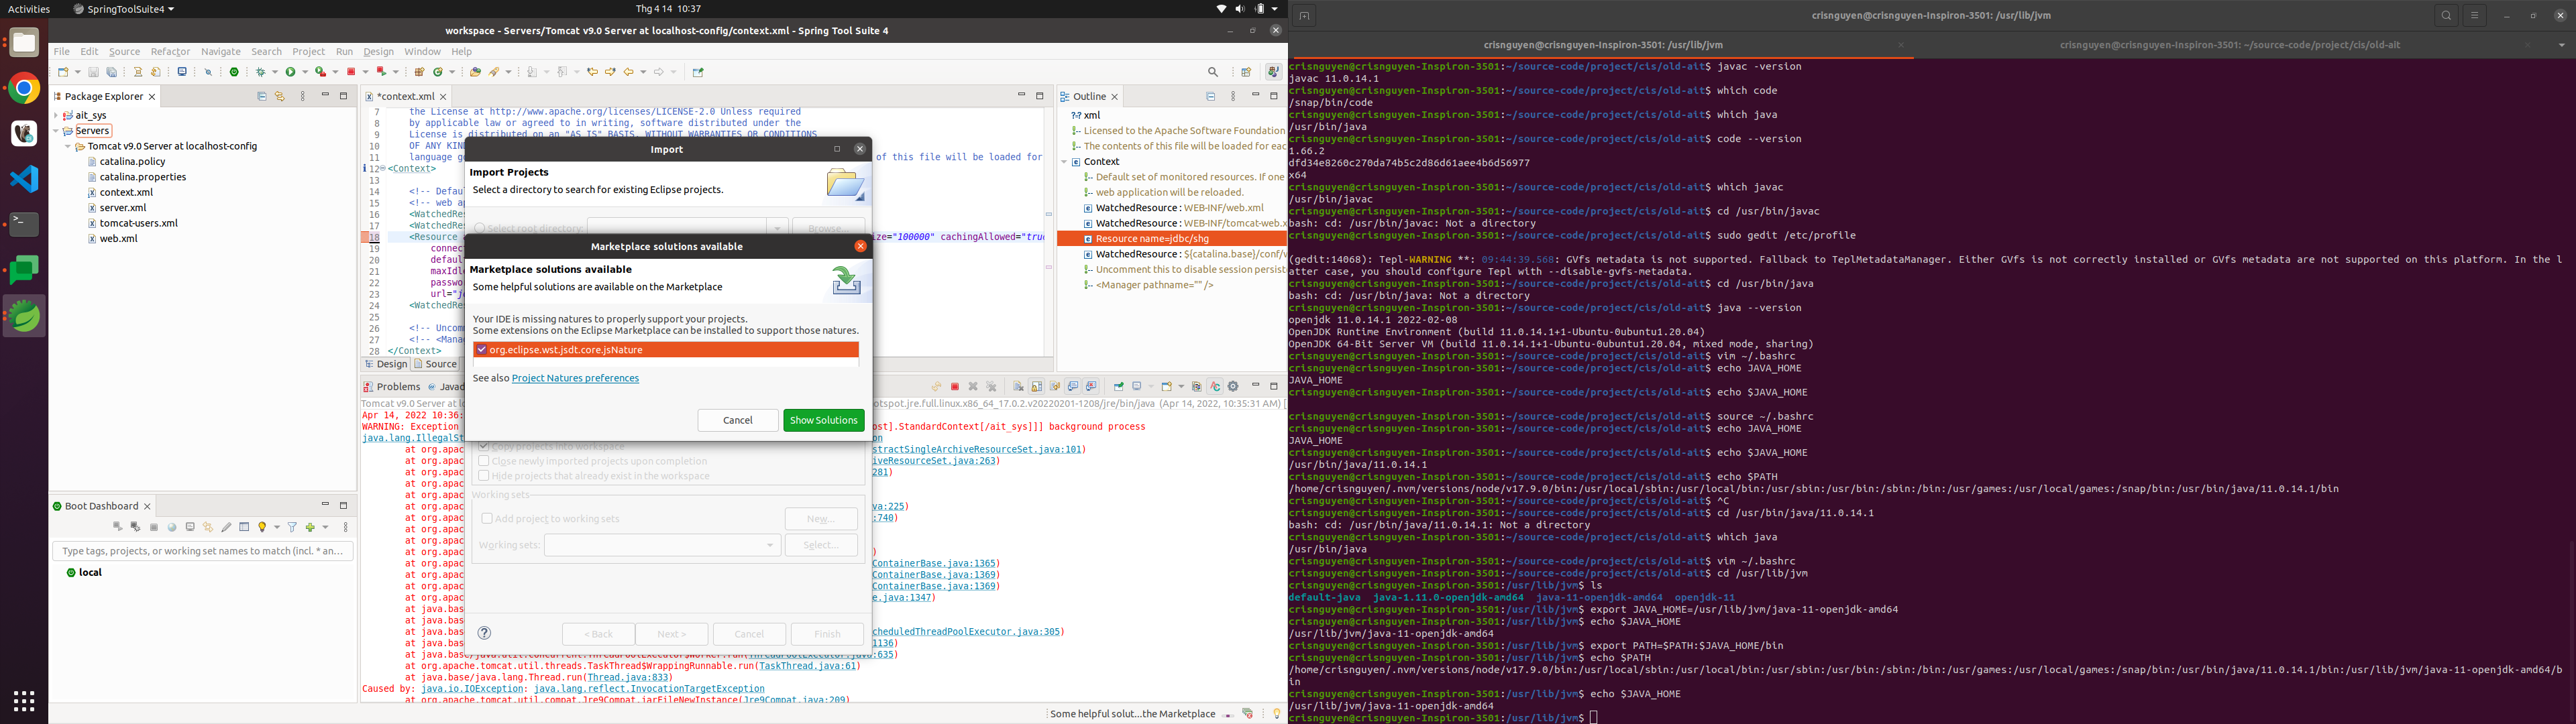 Activities
SpringToolSuite4
Thg 4 14 10:37
workspace - Servers/Tomcat v9.0 Server at localhost-config/context.xml - Spring Tool Suite 4
File Edit Source Refactor Navigate Search Project Run Design Window Help
Package Explorer
ait_sys
Servers
Tomcat v9.0 Server at localhost-config
catalina.policy
catalina.properties
context.xml
server.xml
tomcat-users.xml
web.xml
Boot Dashboard
Type tags, projects, or working set names to match (incl. * an...
local
*context.xml
7 the License at http://www.apache.org/licenses/LICENSE-2.0 Unless required
8 by applicable law or agreed to in writing, software distributed under the
9 License is distributed on an "AS IS" BASIS, WITHOUT WARRANTIES OR CONDITIONS
10 OF ANY KIN
11 language g of this file will be loaded for
12 <Context>
13
14 <!-- Defau
15 <!-- web ap
16 <WatchedRes
17 <WatchedRes
18 <Resource ize="100000" cachingAllowed="true
19 connec
20 defaul
21 maxIdl
22 passwo
23 url="j
24 <WatchedRes
25
26 <!-- Uncomm
27 <!-- <Mana
28 </Context>
Design Source
Import
Import Projects
Select a directory to search for existing Eclipse projects.
Select root directory:
Browse...
Marketplace solutions available
Marketplace solutions available
Some helpful solutions are available on the Marketplace
Your IDE is missing natures to properly support your projects.
Some extensions on the Eclipse Marketplace can be installed to support those natures.
org.eclipse.wst.jsdt.core.jsNature
See also Project Natures preferences
Cancel
Show Solutions
Copy projects into workspace
Close newly imported projects upon completion
Hide projects that already exist in the workspace
Working sets
Add project to working sets
New...
Working sets:
Select...
< Back
Next >
Cancel
Finish
Outline
xml
Licensed to the Apache Software Foundation
The contents of this file will be loaded for eac
Context
Default set of monitored resources. If one
web application will be reloaded.
WatchedResource : WEB-INF/web.xml
WatchedResource : WEB-INF/tomcat-web.x
Resource name=jdbc/shg
WatchedResource : ${catalina.base}/conf/w
Uncomment this to disable session persist
<Manager pathname="" />
Problems
Javad
Tomcat v9.0 Server at lo
otspot.jre.full.linux.x86_64_17.0.2.v20220201-1208/jre/bin/java (Apr 14, 2022, 10:35:31 AM) [
Apr 14, 2022 10:36:
WARNING: Exception ost].StandardContext[/ait_sys]]] background process
java.lang.IllegalSt on
at org.apac stractSingleArchiveResourceSet.java:101)
at org.apac hiveResourceSet.java:263)
at org.apac 281)
at org.apac
at org.apac
at org.apac va:225)
at org.apac :740)
at org.apac
at org.apac
at org.apac )
at org.apac ContainerBase.java:1365)
at org.apac ContainerBase.java:1369)
at org.apac ContainerBase.java:1369)
at org.apac e.java:1347)
at java.bas
at java.bas
at java.bas cheduledThreadPoolExecutor.java:305)
at java.bas 1136)
at java.base/java.util.concurrent.ThreadPoolExecutor$Worker.run(ThreadPoolExecutor.java:635)
at org.apache.tomcat.util.threads.TaskThread$WrappingRunnable.run(TaskThread.java:61)
at java.base/java.lang.Thread.run(Thread.java:833)
Caused by: java.io.IOException: java.lang.reflect.InvocationTargetException
at org.apache.tomcat.util.compat.Jre9Compat.jarFileNewInstance(Jre9Compat.java:209)
Some helpful solut...the Marketplace
crisnguyen@crisnguyen-Inspiron-3501: /usr/lib/jvm
crisnguyen@crisnguyen-Inspiron-3501: /usr/lib/jvm
crisnguyen@crisnguyen-Inspiron-3501: ~/source-code/project/cis/old-ait
crisnguyen@crisnguyen-Inspiron-3501:~/source-code/project/cis/old-ait$ javac -version
javac 11.0.14.1
crisnguyen@crisnguyen-Inspiron-3501:~/source-code/project/cis/old-ait$ which code
/snap/bin/code
crisnguyen@crisnguyen-Inspiron-3501:~/source-code/project/cis/old-ait$ which java
/usr/bin/java
crisnguyen@crisnguyen-Inspiron-3501:~/source-code/project/cis/old-ait$ code --version
1.66.2
dfd34e8260c270da74b5c2d86d61aee4b6d56977
x64
crisnguyen@crisnguyen-Inspiron-3501:~/source-code/project/cis/old-ait$ which javac
/usr/bin/javac
crisnguyen@crisnguyen-Inspiron-3501:~/source-code/project/cis/old-ait$ cd /usr/bin/javac
bash: cd: /usr/bin/javac: Not a directory
crisnguyen@crisnguyen-Inspiron-3501:~/source-code/project/cis/old-ait$ sudo gedit /etc/profile

(gedit:14068): Tepl-WARNING **: 09:44:39.568: GVfs metadata is not supported. Fallback to TeplMetadataManager. Either GVfs is not correctly installed or GVfs metadata are not supported on this platform. In the l
atter case, you should configure Tepl with --disable-gvfs-metadata.
crisnguyen@crisnguyen-Inspiron-3501:~/source-code/project/cis/old-ait$ cd /usr/bin/java
bash: cd: /usr/bin/java: Not a directory
crisnguyen@crisnguyen-Inspiron-3501:~/source-code/project/cis/old-ait$ java --version
openjdk 11.0.14.1 2022-02-08
OpenJDK Runtime Environment (build 11.0.14.1+1-Ubuntu-0ubuntu1.20.04)
OpenJDK 64-Bit Server VM (build 11.0.14.1+1-Ubuntu-0ubuntu1.20.04, mixed mode, sharing)
crisnguyen@crisnguyen-Inspiron-3501:~/source-code/project/cis/old-ait$ vim ~/.bashrc
crisnguyen@crisnguyen-Inspiron-3501:~/source-code/project/cis/old-ait$ echo JAVA_HOME
JAVA_HOME
crisnguyen@crisnguyen-Inspiron-3501:~/source-code/project/cis/old-ait$ echo $JAVA_HOME

crisnguyen@crisnguyen-Inspiron-3501:~/source-code/project/cis/old-ait$ source ~/.bashrc
crisnguyen@crisnguyen-Inspiron-3501:~/source-code/project/cis/old-ait$ echo JAVA_HOME
JAVA_HOME
crisnguyen@crisnguyen-Inspiron-3501:~/source-code/project/cis/old-ait$ echo $JAVA_HOME
/usr/bin/java/11.0.14.1
crisnguyen@crisnguyen-Inspiron-3501:~/source-code/project/cis/old-ait$ echo $PATH
/home/crisnguyen/.nvm/versions/node/v17.9.0/bin:/usr/local/sbin:/usr/local/bin:/usr/sbin:/usr/bin:/sbin:/bin:/usr/games:/usr/local/games:/snap/bin:/usr/bin/java/11.0.14.1/bin
crisnguyen@crisnguyen-Inspiron-3501:~/source-code/project/cis/old-ait$ ^C
crisnguyen@crisnguyen-Inspiron-3501:~/source-code/project/cis/old-ait$ cd /usr/bin/java/11.0.14.1
bash: cd: /usr/bin/java/11.0.14.1: Not a directory
crisnguyen@crisnguyen-Inspiron-3501:~/source-code/project/cis/old-ait$ which java
/usr/bin/java
crisnguyen@crisnguyen-Inspiron-3501:~/source-code/project/cis/old-ait$ vim ~/.bashrc
crisnguyen@crisnguyen-Inspiron-3501:~/source-code/project/cis/old-ait$ cd /usr/lib/jvm
crisnguyen@crisnguyen-Inspiron-3501:/usr/lib/jvm$ ls
default-java java-1.11.0-openjdk-amd64 java-11-openjdk-amd64 openjdk-11
crisnguyen@crisnguyen-Inspiron-3501:/usr/lib/jvm$ export JAVA_HOME=/usr/lib/jvm/java-11-openjdk-amd64
crisnguyen@crisnguyen-Inspiron-3501:/usr/lib/jvm$ echo $JAVA_HOME
/usr/lib/jvm/java-11-openjdk-amd64
crisnguyen@crisnguyen-Inspiron-3501:/usr/lib/jvm$ export PATH=$PATH:$JAVA_HOME/bin
crisnguyen@crisnguyen-Inspiron-3501:/usr/lib/jvm$ echo $PATH
/home/crisnguyen/.nvm/versions/node/v17.9.0/bin:/usr/local/sbin:/usr/local/bin:/usr/sbin:/usr/bin:/sbin:/bin:/usr/games:/usr/local/games:/snap/bin:/usr/bin/java/11.0.14.1/bin:/usr/lib/jvm/java-11-openjdk-amd64/b
in
crisnguyen@crisnguyen-Inspiron-3501:/usr/lib/jvm$ echo $JAVA_HOME
/usr/lib/jvm/java-11-openjdk-amd64
crisnguyen@crisnguyen-Inspiron-3501:/usr/lib/jvm$